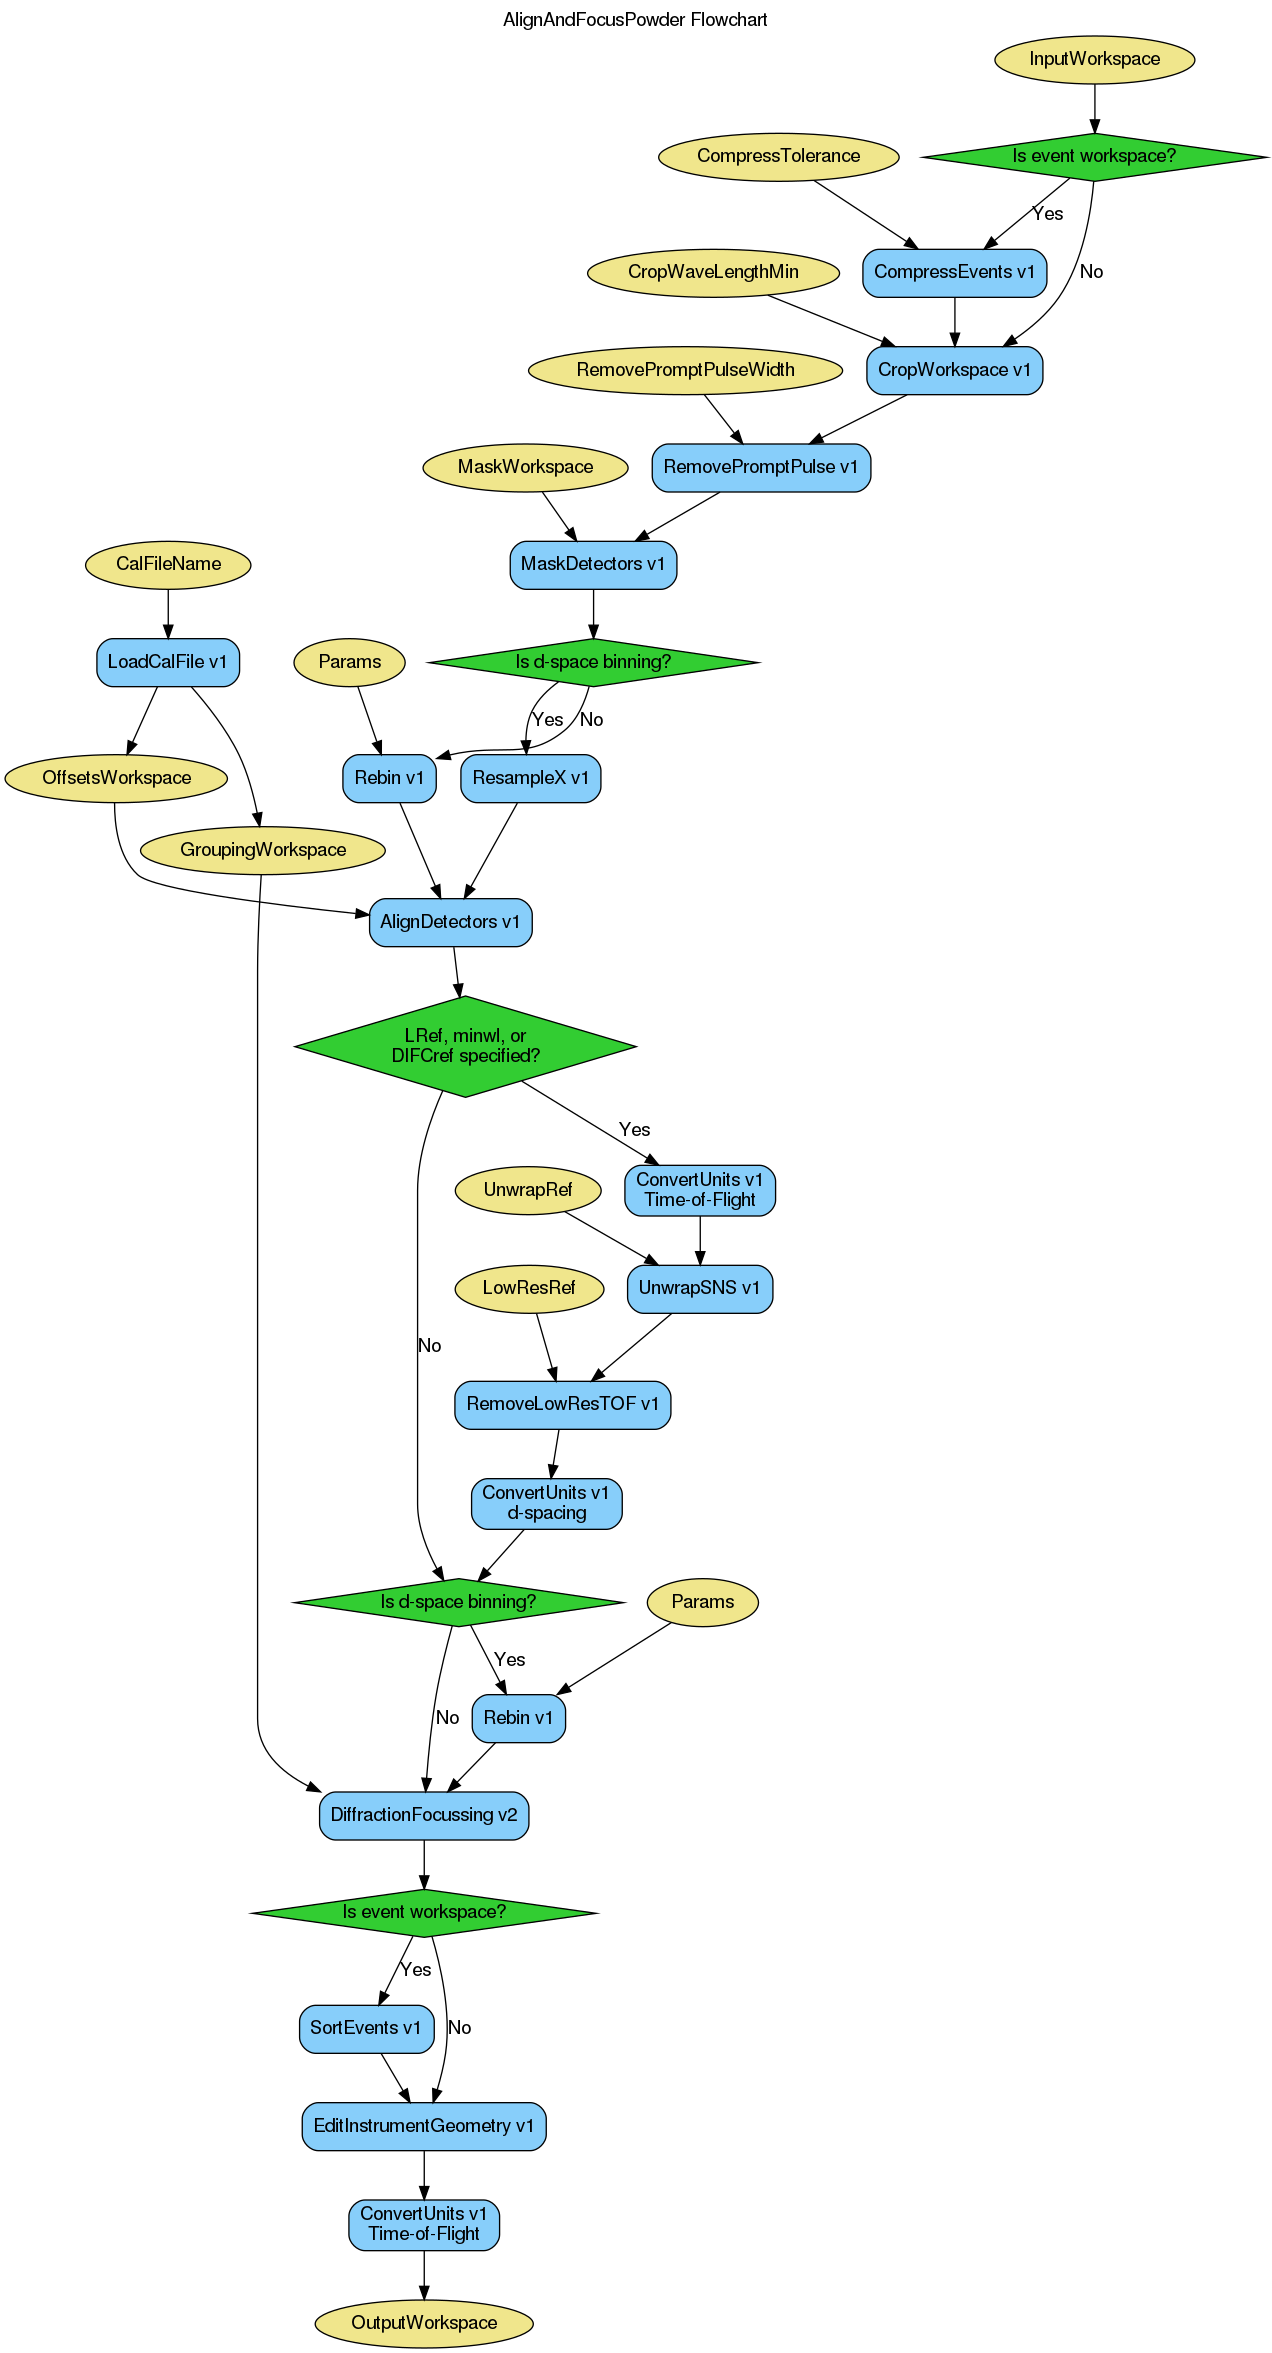 AlignAndFocusPowder Flowchart
InputWorkspace
CompressTolerance
Is event workspace?
Yes
CropWaveLengthMin
CompressEvents v1
No
RemovePromptPulseWidth
CropWorkspace v1
MaskWorkspace
RemovePromptPulse v1
CalFileName
MaskDetectors v1
LoadCalFile v1
Params
Is d-space binning?
Yes
No
OffsetsWorkspace
Rebin v1
ResampleX v1
GroupingWorkspace
AlignDetectors v1
LRef, minwl, or
DIFCref specified?
Yes
UnwrapRef
ConvertUnits v1
Time-of-Flight
LowResRef
UnwrapSNS v1
No
RemoveLowResTOF v1
ConvertUnits v1
d-spacing
Is d-space binning?
Params
Yes
No
Rebin v1
DiffractionFocussing v2
Is event workspace?
Yes
SortEvents v1
No
EditInstrumentGeometry v1
ConvertUnits v1
Time-of-Flight
OutputWorkspace